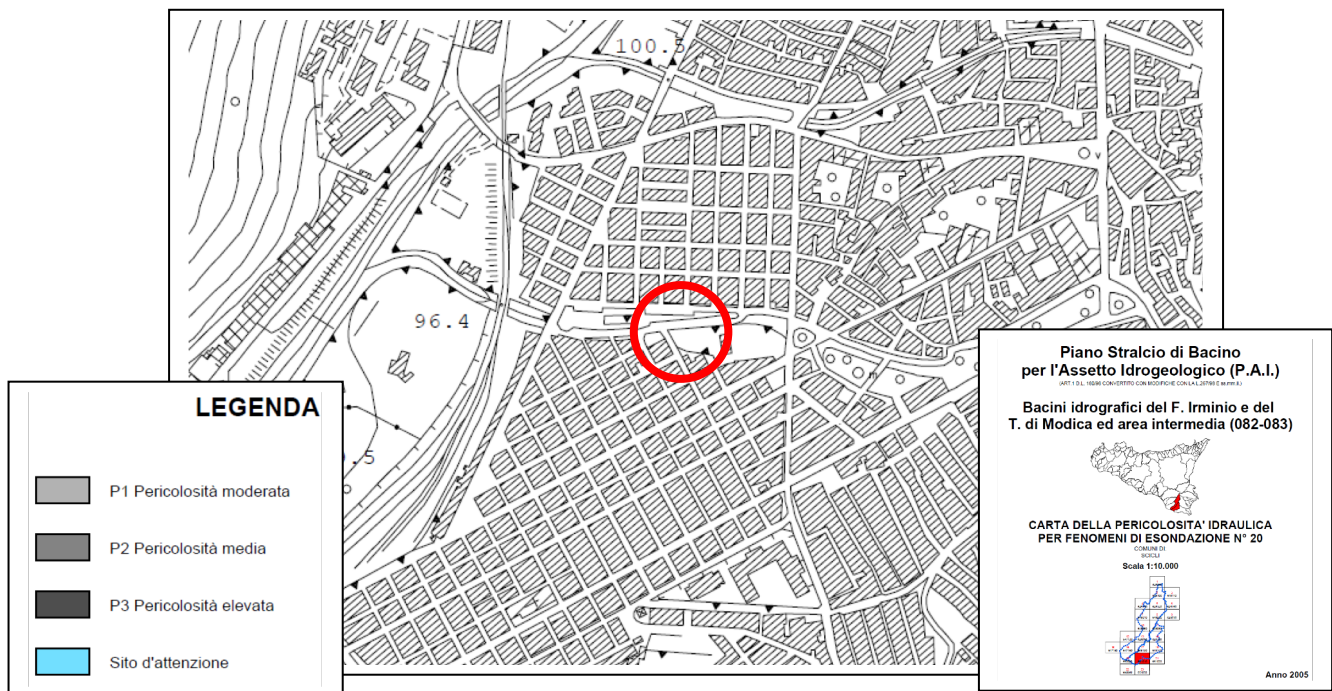 100.5
96.4
v
m
LEGENDA
P1 Pericolosità moderata
P2 Pericolosità media
P3 Pericolosità elevata
Sito d'attenzione
Piano Stralcio di Bacino
per l'Assetto Idrogeologico (P.A.I.)
Bacini idrografici del F. Irminio e del
T. di Modica ed area intermedia (082-083)
CARTA DELLA PERICOLOSITA' IDRAULICA
PER FENOMENI DI ESONDAZIONE N° 20
COMUNI DI:
SCICLI
Scala 1:10.000
Anno 2005